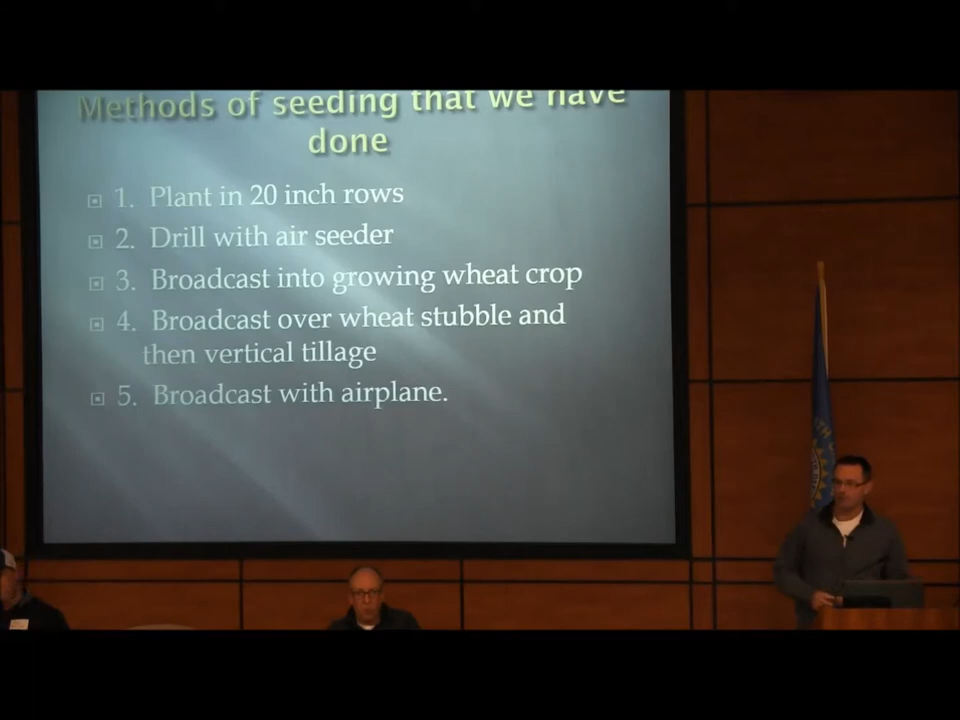 Methods of seeding that we have
done
1. Plant in 20 inch rows
2. Drill with air seeder
3. Broadcast into growing wheat crop
4. Broadcast over wheat stubble and
then vertical tillage
5. Broadcast with airplane.